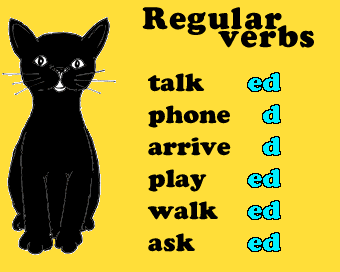 Regular
verbs
talk ed
phone d
arrive d
play ed
walk ed
ask ed